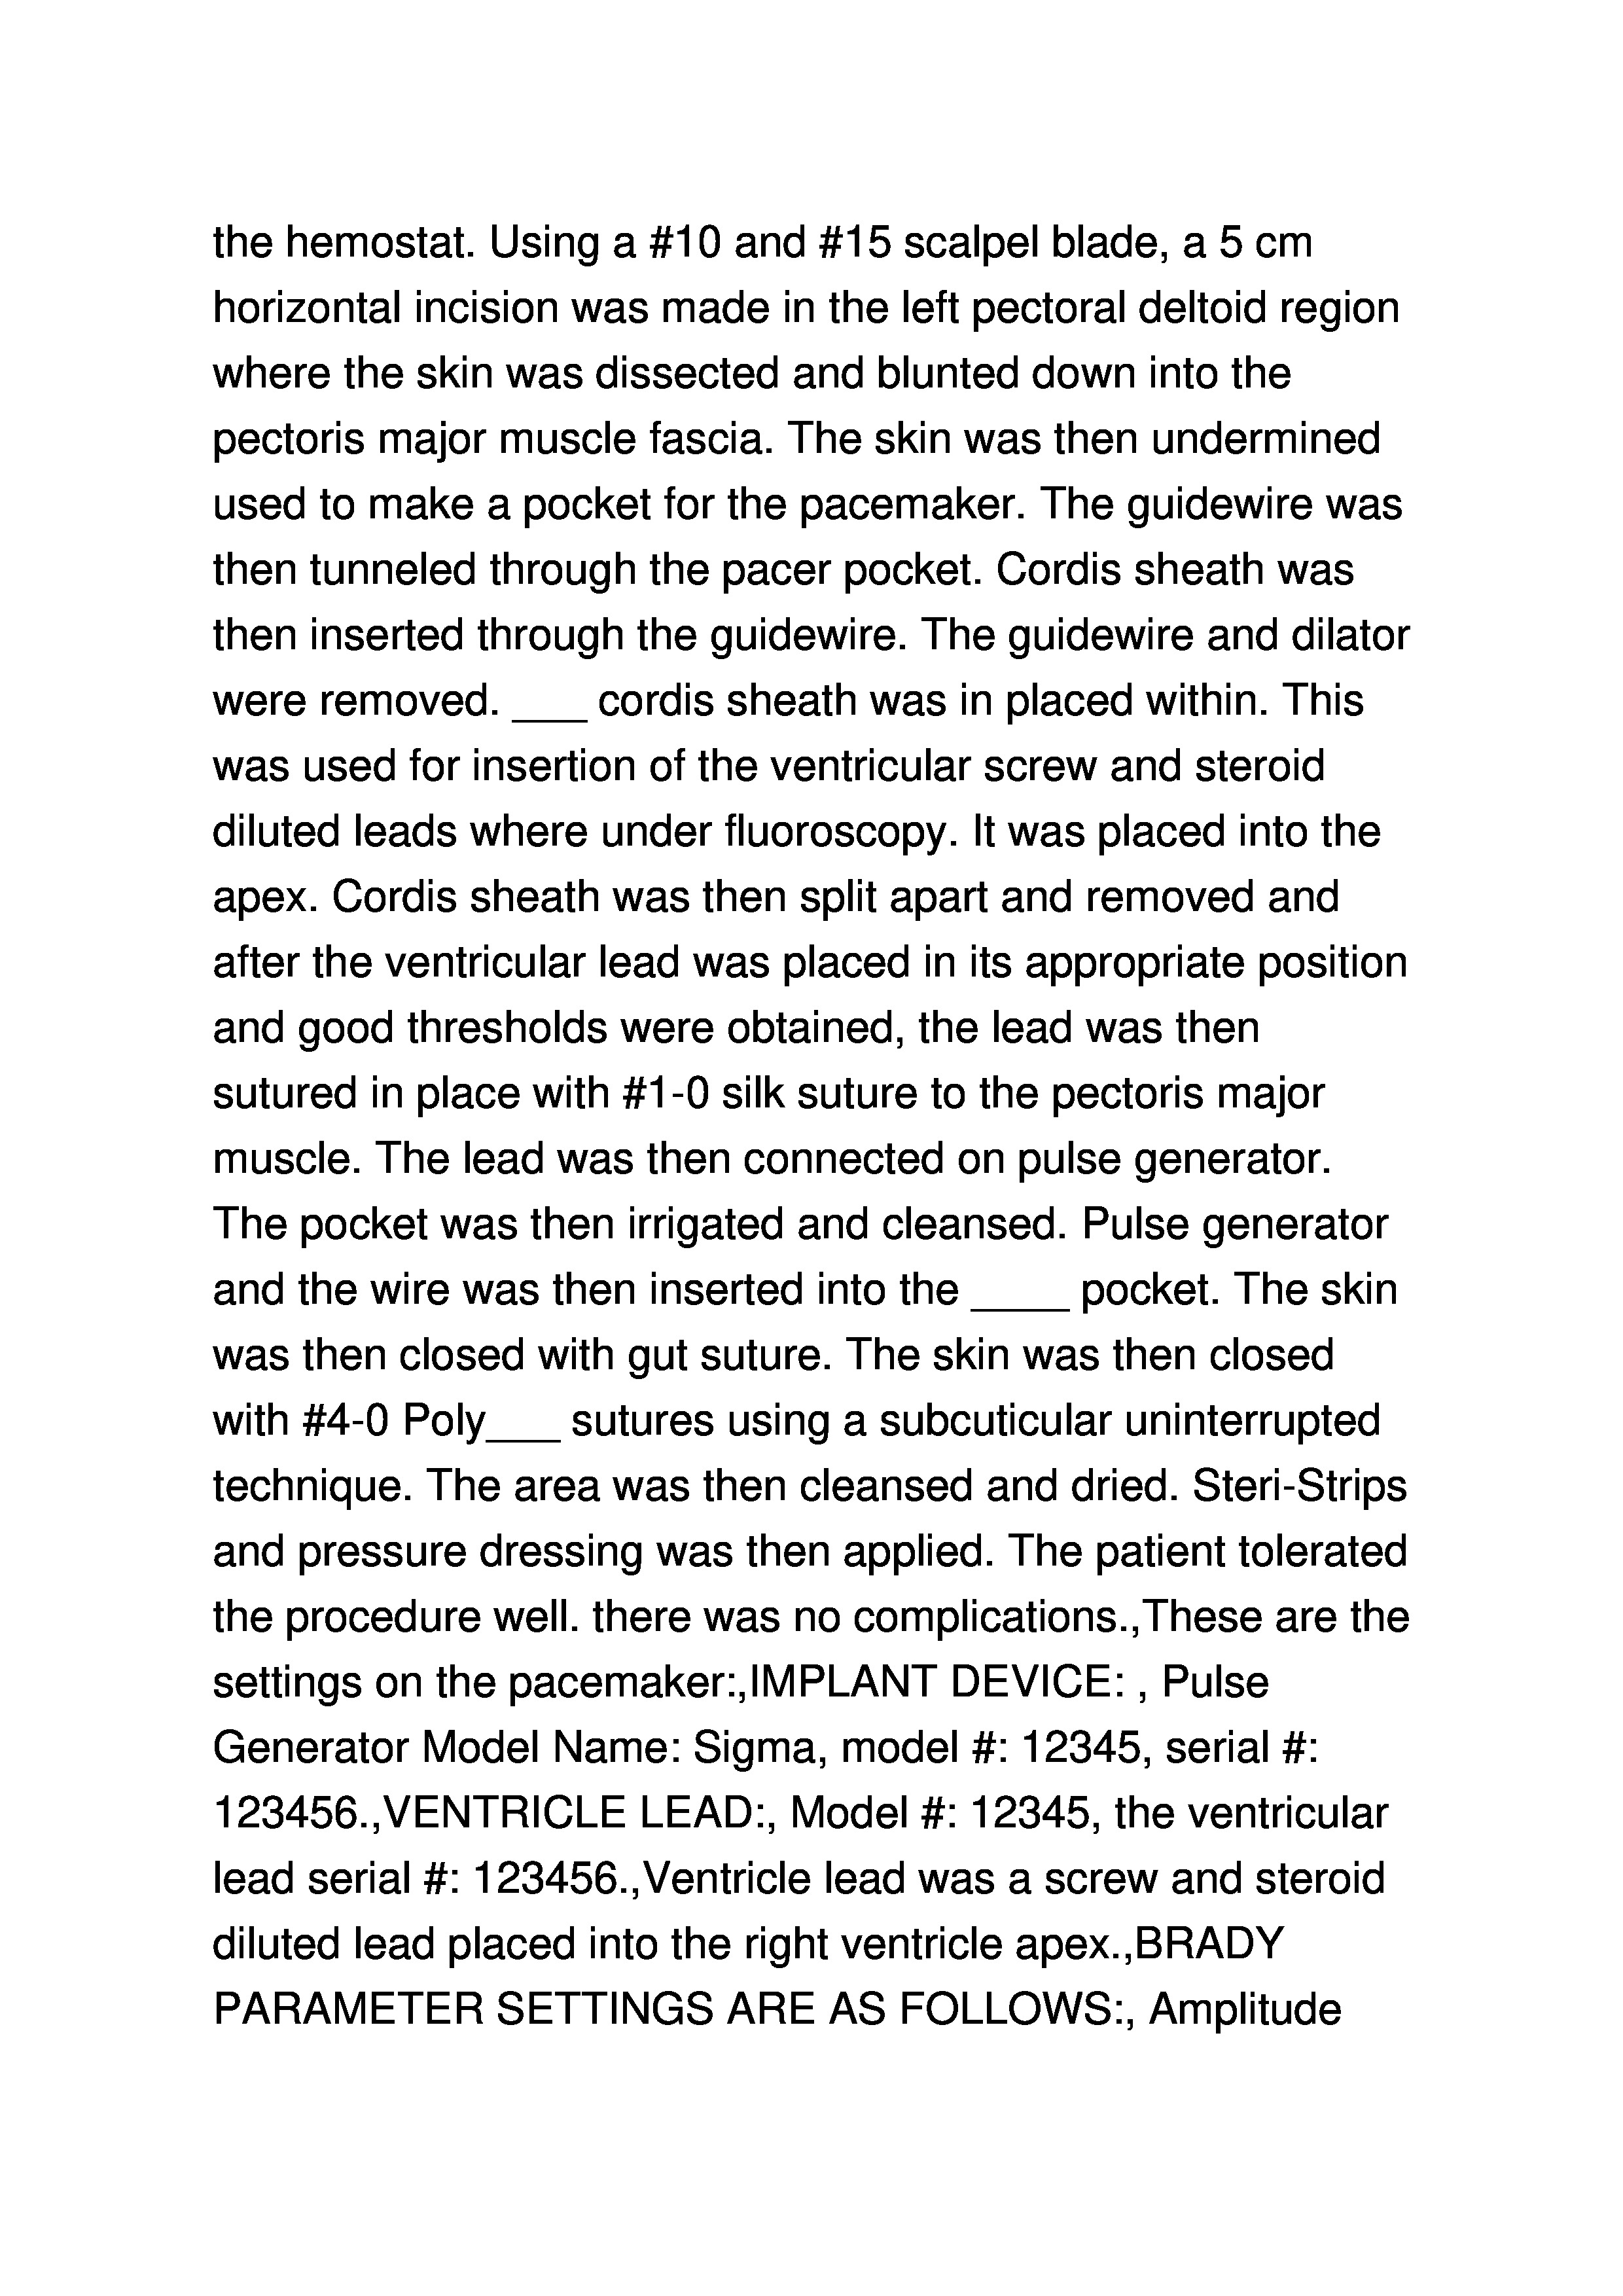 the hemostat. Using a #10 and #15 scalpel blade, a 5 cm
horizontal incision was made in the left pectoral deltoid region
where the skin was dissected and blunted down into the
pectoris major muscle fascia. The skin was then undermined
used to make a pocket for the pacemaker. The guidewire was
then tunneled through the pacer pocket. Cordis sheath was
then inserted through the guidewire. The guidewire and dilator
were removed. ___ cordis sheath was in placed within. This
was used for insertion of the ventricular screw and steroid
diluted leads where under fluoroscopy. It was placed into the
apex. Cordis sheath was then split apart and removed and
after the ventricular lead was placed in its appropriate position
and good thresholds were obtained, the lead was then
sutured in place with #1-0 silk suture to the pectoris major
muscle. The lead was then connected on pulse generator.
The pocket was then irrigated and cleansed. Pulse generator
and the wire was then inserted into the ____ pocket. The skin
was then closed with gut suture. The skin was then closed
with #4-0 Poly___ sutures using a subcuticular uninterrupted
technique. The area was then cleansed and dried. Steri-Strips
and pressure dressing was then applied. The patient tolerated
the procedure well. there was no complications.,These are the
settings on the pacemaker:,IMPLANT DEVICE: , Pulse
Generator Model Name: Sigma, model #: 12345, serial #:
123456.,VENTRICLE LEAD:, Model #: 12345, the ventricular
lead serial #: 123456.,Ventricle lead was a screw and steroid
diluted lead placed into the right ventricle apex.,BRADY
PARAMETER SETTINGS ARE AS FOLLOWS:, Amplitude